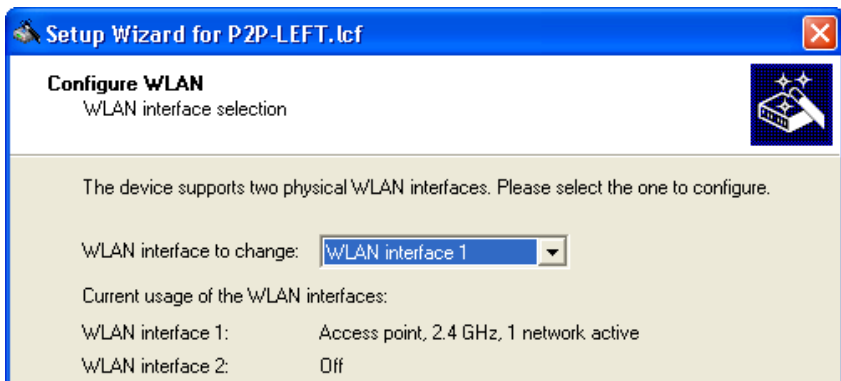 Setup Wizard for P2P-LEFT.lcf
Configure WLAN
WLAN interface selection
The device supports two physical WLAN interfaces. Please select the one to configure.
WLAN interface to change: WLAN interface 1
Current usage of the WLAN interfaces:
WLAN interface 1: Access point, 2.4 GHz, 1 network active
WLAN interface 2: Off